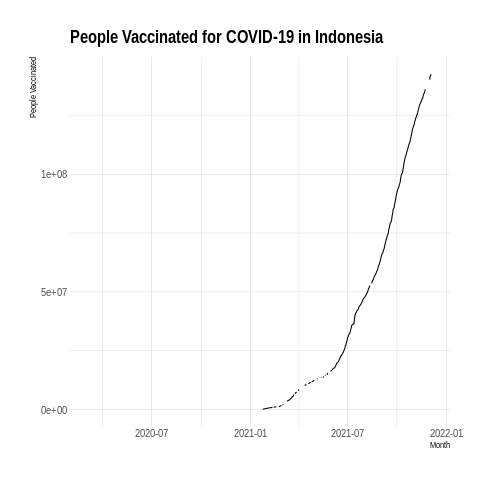 People Vaccinated for COVID-19 in Indonesia
People Vaccinated
1e+08
5e+07
0e+00
2020-07
2021-01
2021-07
2022-01
Month